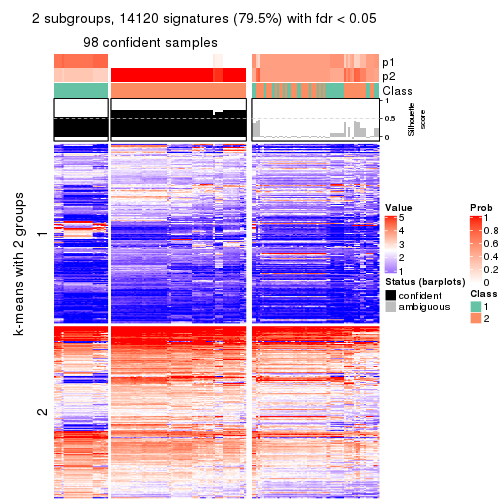 2 subgroups, 14120 signatures (79.5%) with fdr < 0.05
98 confident samples
p1
p2
Class
1
0.5
0
Silhouette
score
k-means with 2 groups
1
2
Value
5
4
3
2
1
Status (barplots)
confident
ambiguous
Prob
1
0.8
0.6
0.4
0.2
0
Class
1
2